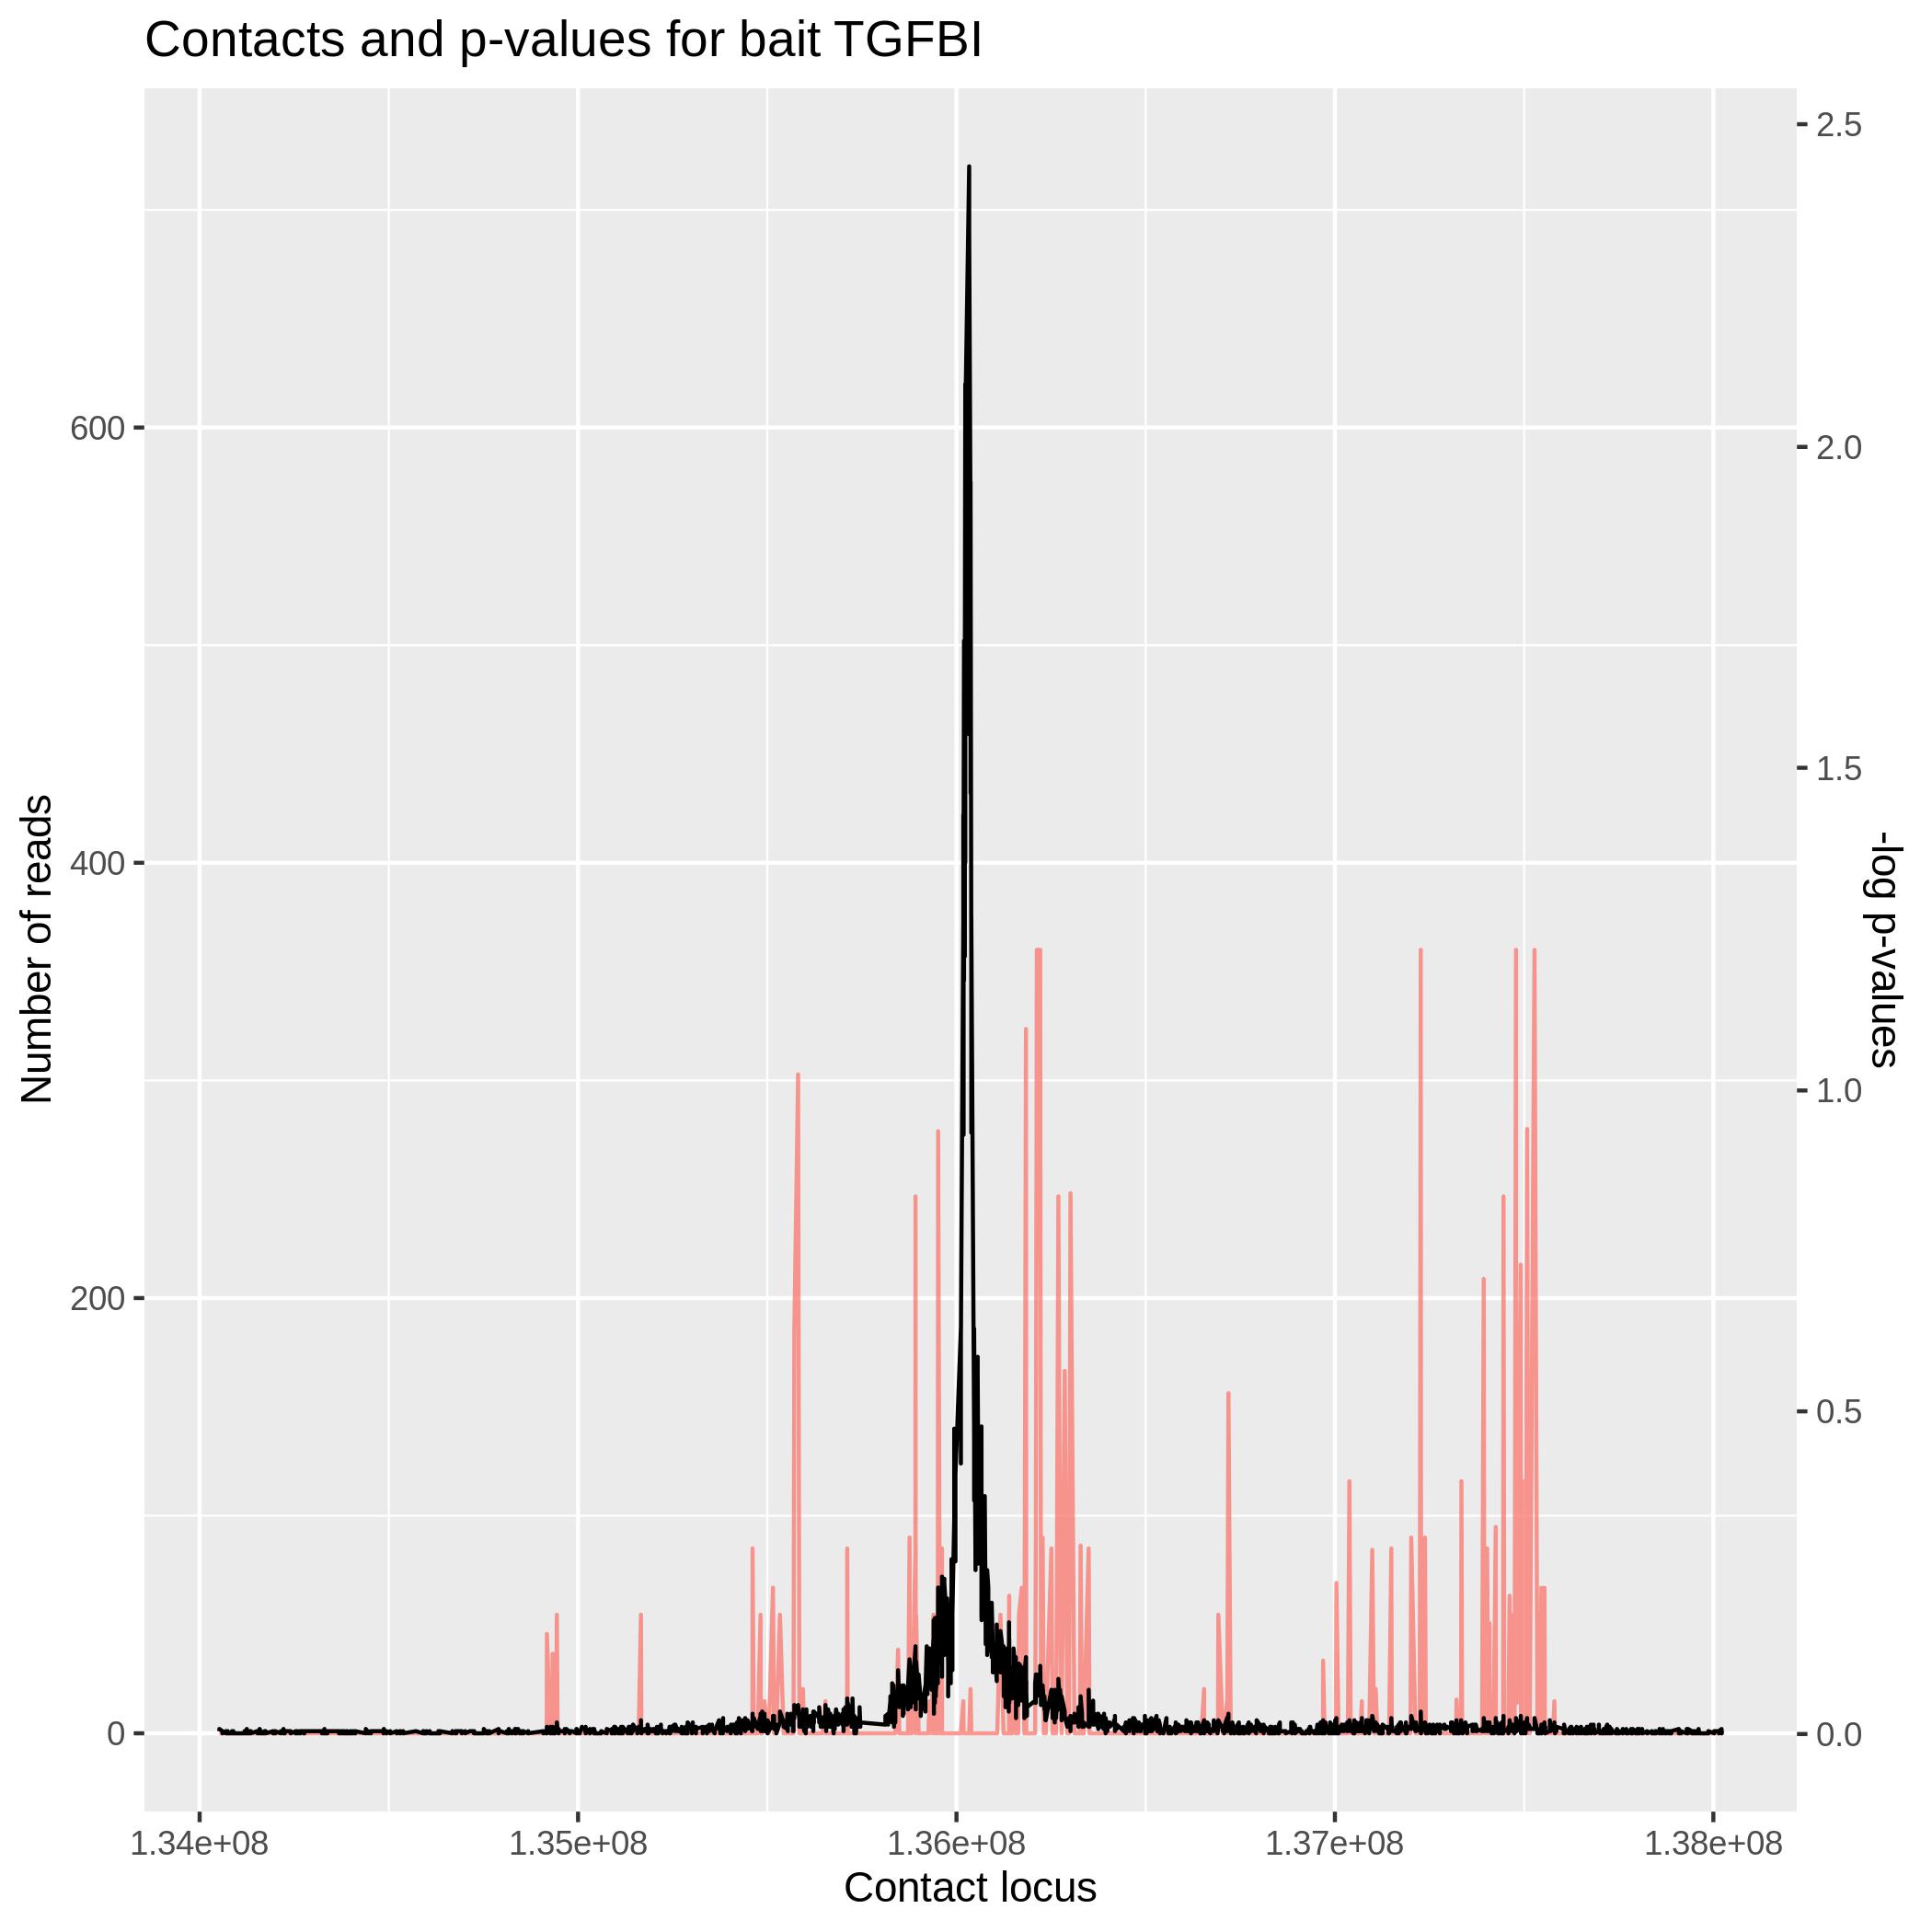 Contacts and p-values for bait TGFBI
2.5
2.0
1.5
1.0
0.5
0.0
600
400
200
0
Number of reads
-log p-values
1.34e+08
1.35e+08
1.36e+08
1.37e+08
1.38e+08
Contact locus